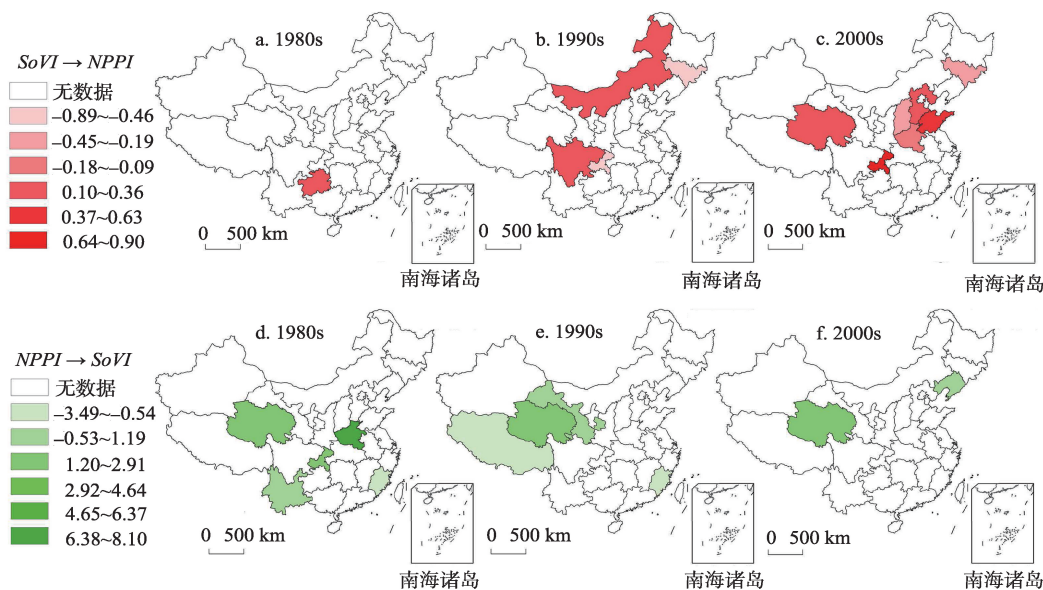 a. 1980s
b. 1990s
c. 2000s
SoVI → NPPI
无数据
−0.89~−0.46
−0.45~−0.19
−0.18~−0.09
0.10~0.36
0.37~0.63
0.64~0.90
0 500 km
0 500 km
0 500 km
南海诸岛
南海诸岛
南海诸岛
d. 1980s
e. 1990s
f. 2000s
NPPI → SoVI
无数据
−3.49~−0.54
−0.53~1.19
1.20~2.91
2.92~4.64
4.65~6.37
6.38~8.10
0 500 km
0 500 km
0 500 km
南海诸岛
南海诸岛
南海诸岛